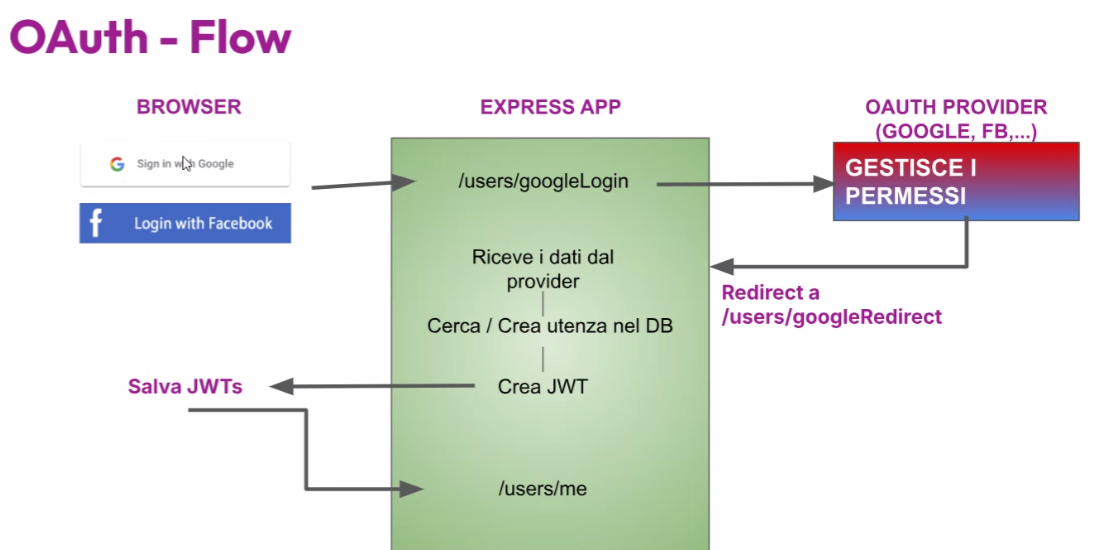 OAuth - Flow
BROWSER
EXPRESS APP
OAUTH PROVIDER
(GOOGLE, FB,...)
Sign in with Google
Login with Facebook
/users/googleLogin
GESTISCE I
PERMESSI
Riceve i dati dal
provider
Redirect a
/users/googleRedirect
Cerca / Crea utenza nel DB
Salva JWTs
Crea JWT
/users/me